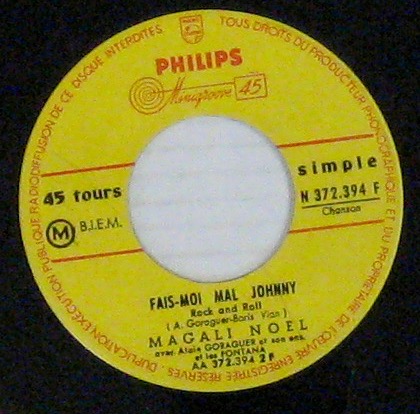 TOUS DROITS DU PRODUCTEUR PHONOGRAPHIQUE ET DU PROPRIETAIRE DE L'ŒUVRE ENREGISTREE RESERVES. DUPLICATION EXECUTION PUBLIQUE RADIODIFFUSION DE CE DISQUE INTERDITES
PHILIPS
PHILIPS
Minigroove 45
45 tours
simple
M B.I.E.M.
N 372.394 F
Chanson
FAIS-MOI MAL JOHNNY
Rock and Roll
(A. Goraguer-Boris Vian)
MAGALI NOEL
avec Alain GORAGUER et son ens.
et les FONTANA
AA 372.394 2 F